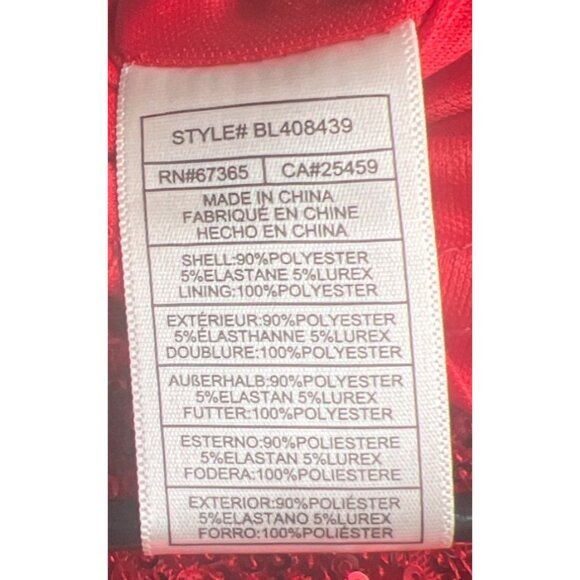 STYLE# BL408439
RN#67365 CA#25459
MADE IN CHINA
FABRIQUÉ EN CHINE
HECHO EN CHINA
SHELL:90%POLYESTER
5%ELASTANE 5%LUREX
LINING:100%POLYESTER
EXTÉRIEUR:90%POLYESTER
5%ÉLASTHANNE 5%LUREX
DOUBLURE:100%POLYESTER
AUßERHALB:90%POLYESTER
5%ELASTAN 5%LUREX
FUTTER:100%POLYESTER
ESTERNO:90%POLIESTERE
5%ELASTAN 5%LUREX
FODERA:100%POLIESTERE
EXTERIOR:90%POLIÉSTER
5%ELASTANO 5%LUREX
FORRO:100%POLIÉSTER